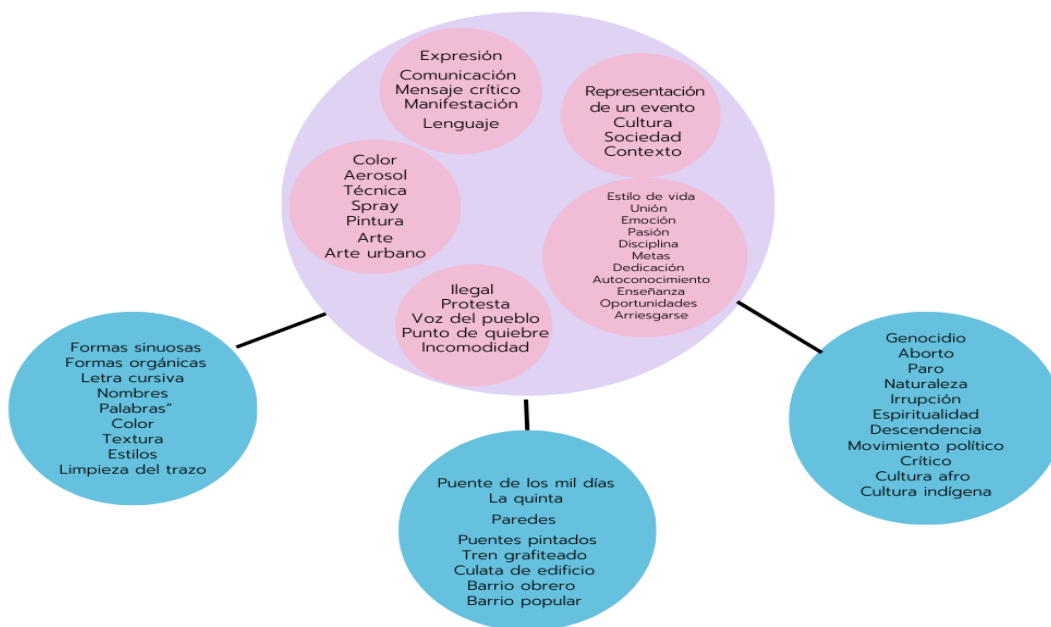 Expresión
Comunicación
Mensaje crítico
Manifestación
Lenguaje
Representación
de un evento
Cultura
Sociedad
Contexto
Color
Aerosol
Técnica
Spray
Pintura
Arte
Arte urbano
Estilo de vida
Unión
Emoción
Pasión
Disciplina
Metas
Dedicación
Autoconocimiento
Enseñanza
Oportunidades
Arriesgarse
Ilegal
Protesta
Voz del pueblo
Punto de quiebre
Incomodidad
Formas sinuosas
Formas orgánicas
Letra cursiva
Nombres
Palabras”
Color
Textura
Estilos
Limpieza del trazo
Puente de los mil días
La quinta
Paredes
Puentes pintados
Tren grafiteado
Culata de edificio
Barrio obrero
Barrio popular
Genocidio
Aborto
Paro
Naturaleza
Irrupción
Espiritualidad
Descendencia
Movimiento político
Crítico
Cultura afro
Cultura indígena